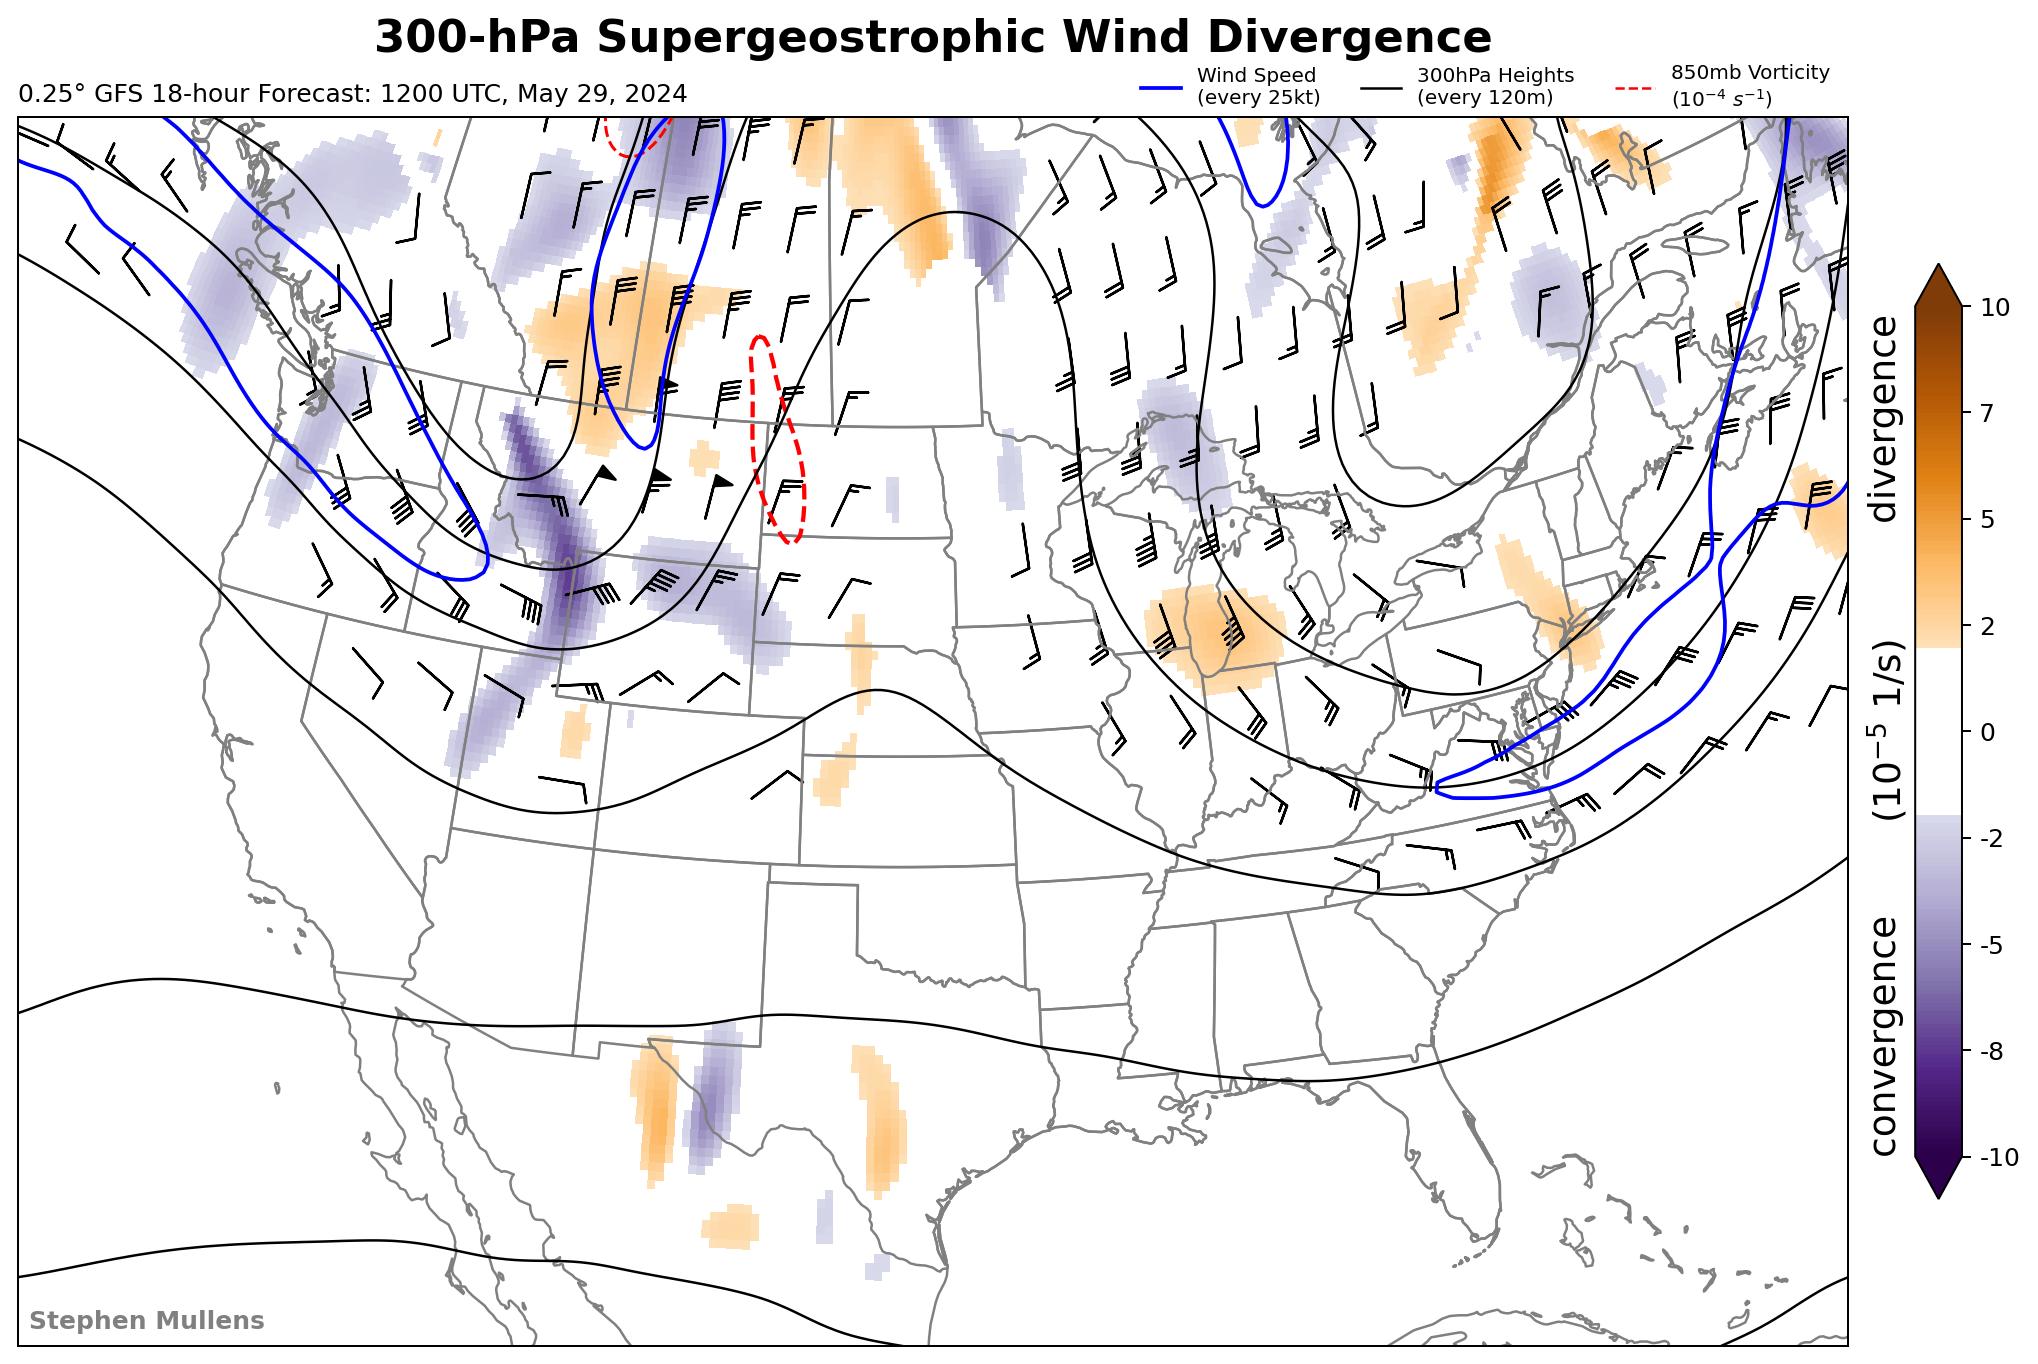 300-hPa Supergeostrophic Wind Divergence
0.25° GFS 18-hour Forecast: 1200 UTC, May 29, 2024
Wind Speed
(every 25kt)
300hPa Heights
(every 120m)
850mb Vorticity
(10⁻⁴ s⁻¹)
10
7
5
2
0
-2
-5
-8
-10
convergence (10⁻⁵ 1/s) divergence
Stephen Mullens